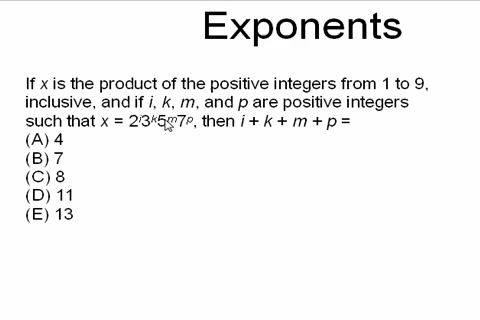 Exponents
If x is the product of the positive integers from 1 to 9,
inclusive, and if i, k, m, and p are positive integers
such that x = 2ⁱ3ᵏ5ᵐ7ᵖ, then i + k + m + p =
(A) 4
(B) 7
(C) 8
(D) 11
(E) 13